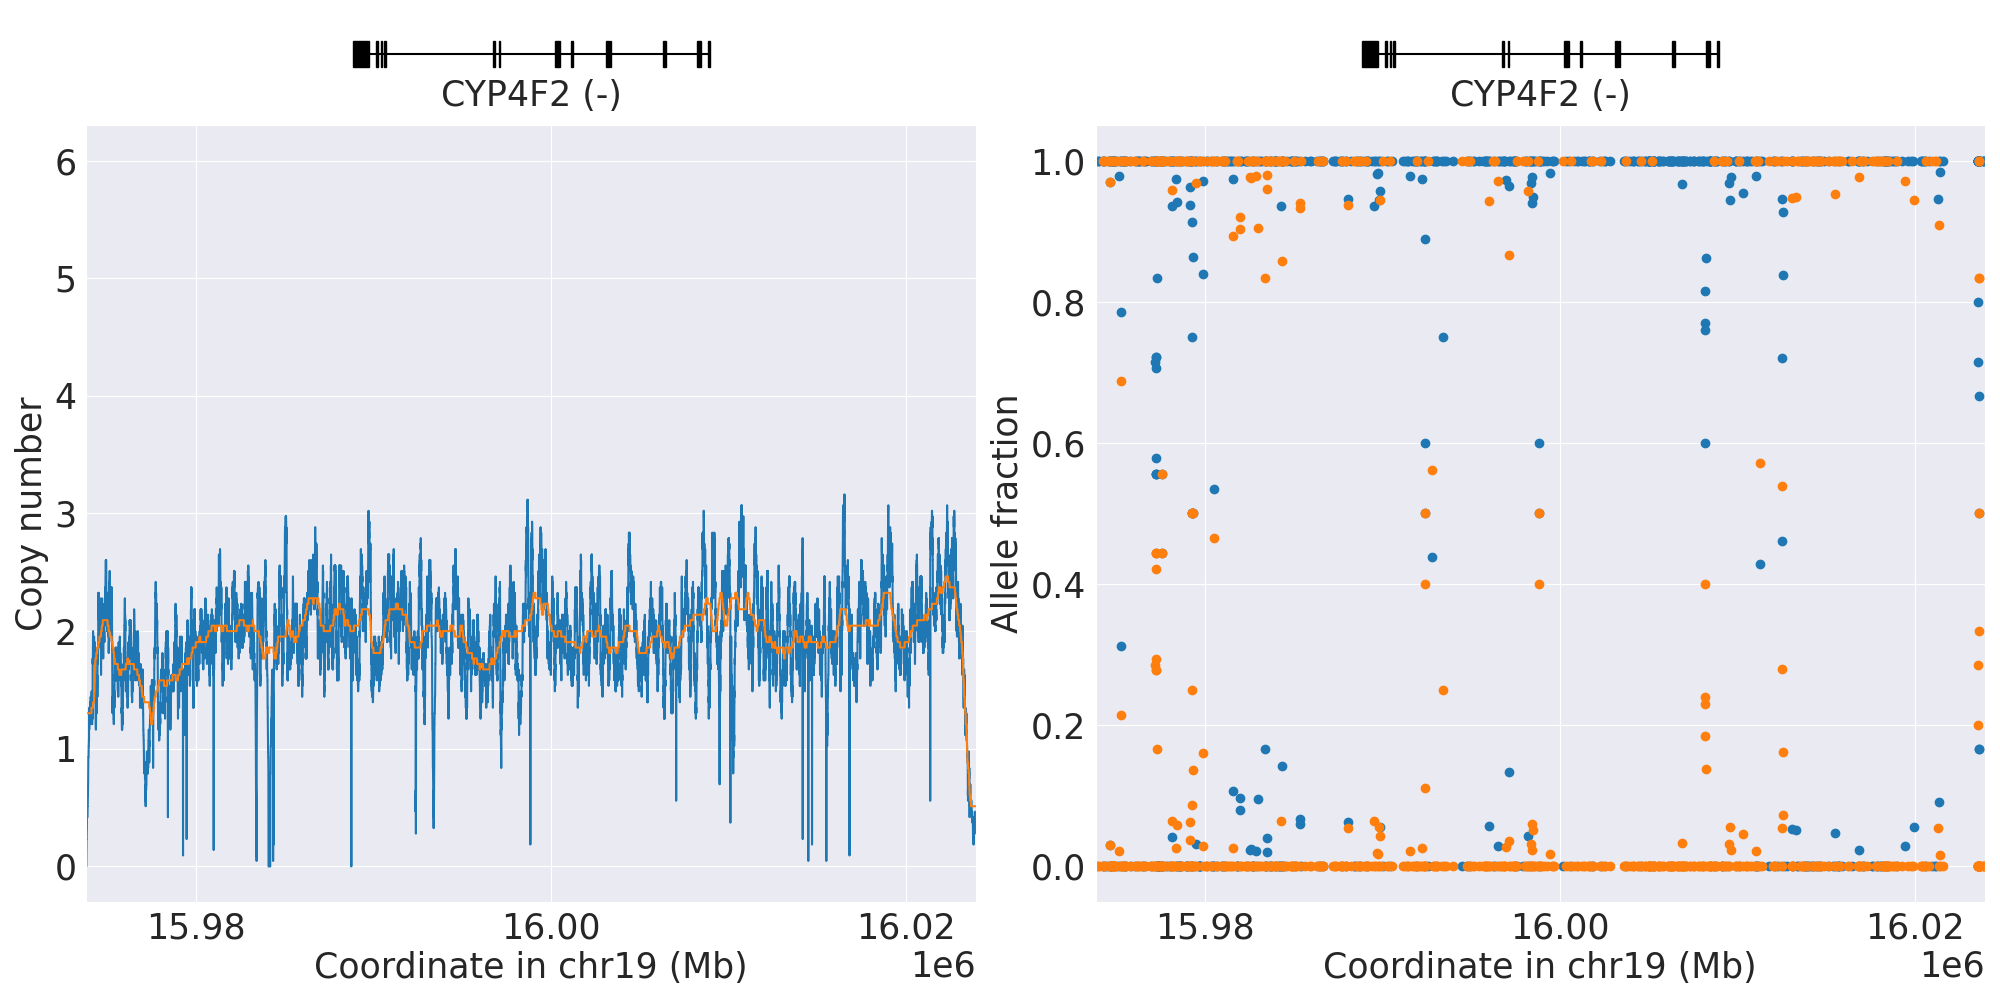 CYP4F2 (-)
Copy number
6
5
4
3
2
1
0
15.98
16.00
16.02
Coordinate in chr19 (Mb)
1e6
CYP4F2 (-)
Allele fraction
1.0
0.8
0.6
0.4
0.2
0.0
15.98
16.00
16.02
Coordinate in chr19 (Mb)
1e6